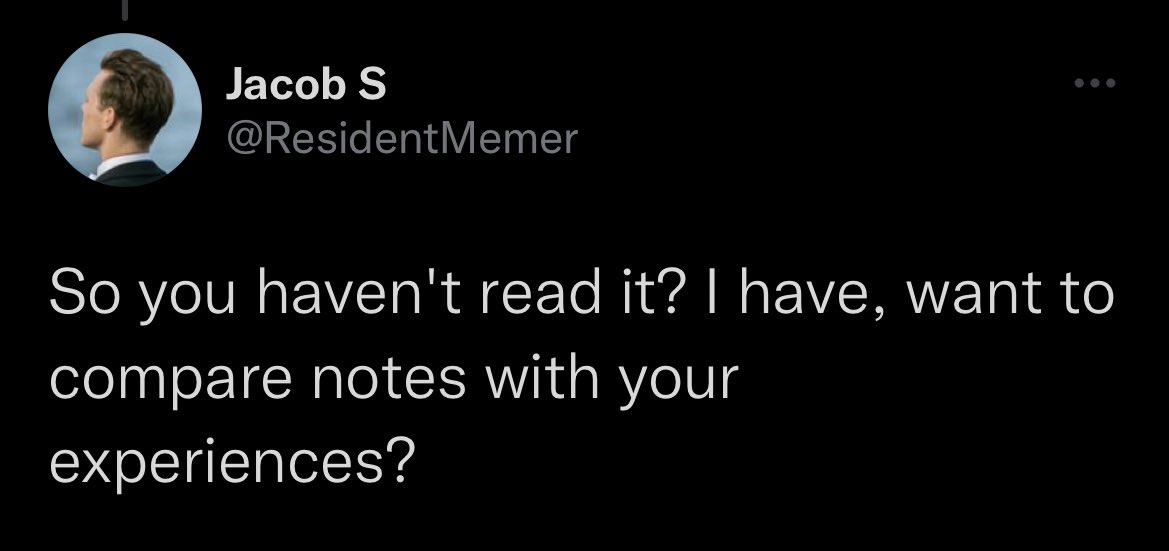 Jacob S
@ResidentMemer
So you haven't read it? I have, want to
compare notes with your
experiences?